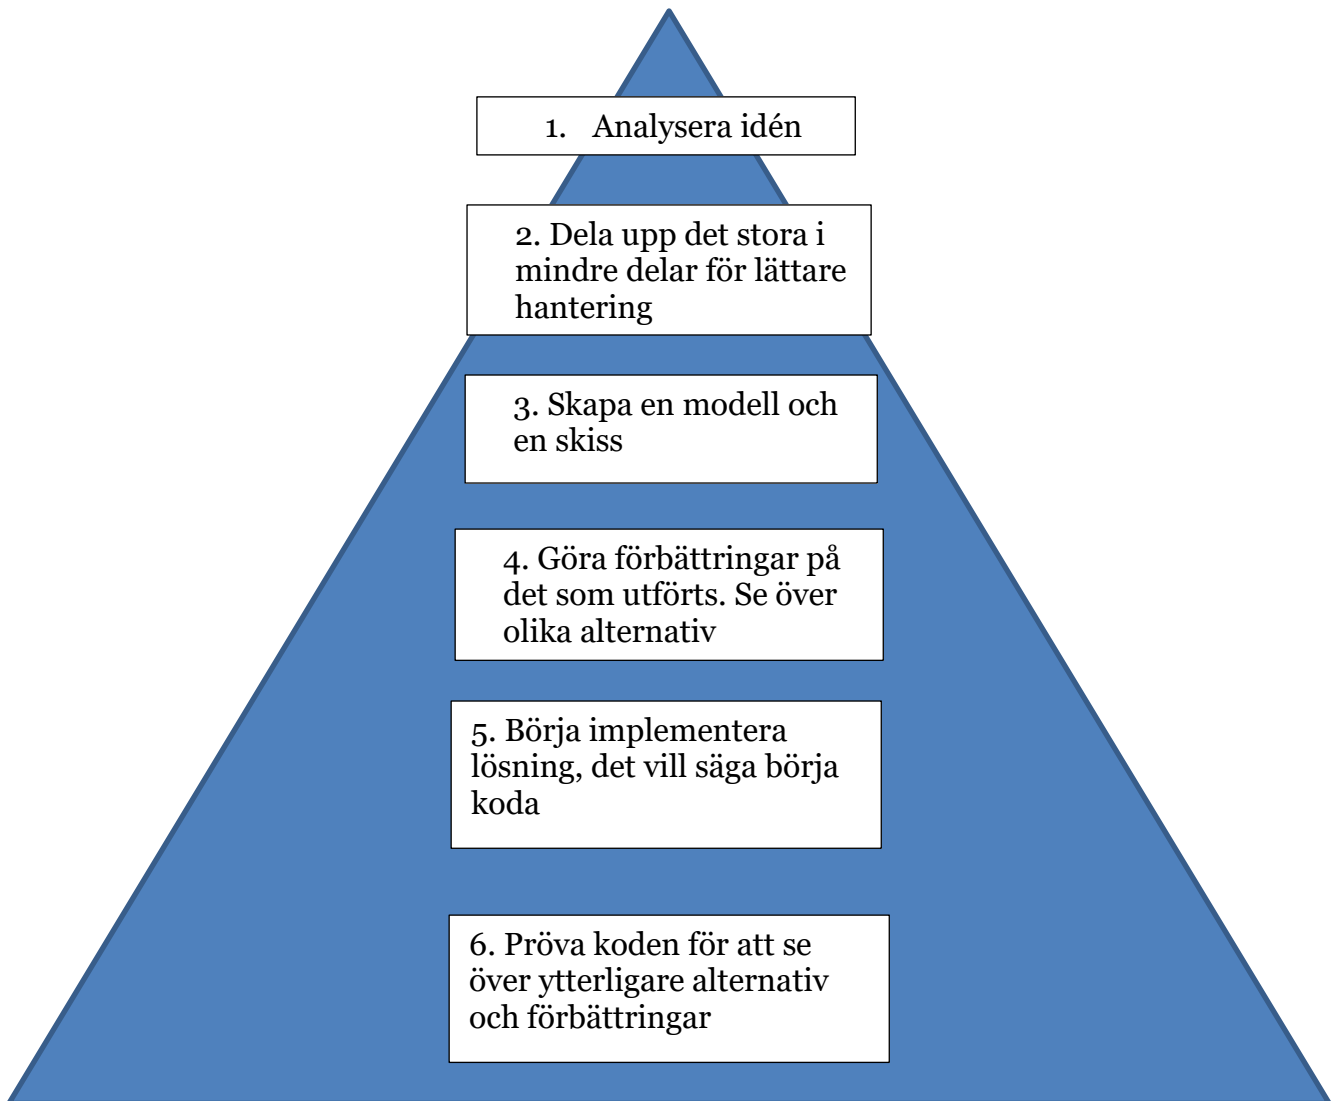 1. Analysera idén
2. Dela upp det stora i
mindre delar för lättare
hantering
3. Skapa en modell och
en skiss
4. Göra förbättringar på
det som utförts. Se över
olika alternativ
5. Börja implementera
lösning, det vill säga börja
koda
6. Pröva koden för att se
över ytterligare alternativ
och förbättringar